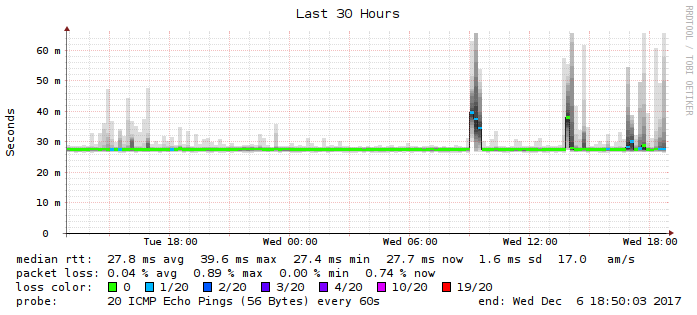 Last 30 Hours
RRDTOOL / TOBI OETIKER
Seconds
60 m
50 m
40 m
30 m
20 m
10 m
0
Tue 18:00 Wed 00:00 Wed 06:00 Wed 12:00 Wed 18:00
median rtt: 27.8 ms avg 39.6 ms max 27.4 ms min 27.7 ms now 1.6 ms sd 17.0 am/s
packet loss: 0.04 % avg 0.89 % max 0.00 % min 0.74 % now
loss color: 0 1/20 2/20 3/20 4/20 10/20 19/20
probe: 20 ICMP Echo Pings (56 Bytes) every 60s end: Wed Dec 6 18:50:03 2017